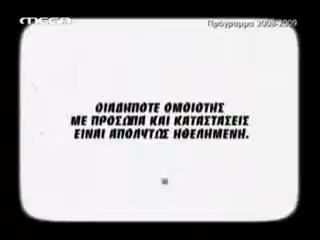 MEGA
Πρόγραμμα 2008-2009
ΟΙΑΔΗΠΟΤΕ ΟΜΟΙΟΤΗΣ
ΜΕ ΠΡΟΣΩΠΑ ΚΑΙ ΚΑΤΑΣΤΑΣΕΙΣ
ΕΙΝΑΙ ΑΠΟΛΥΤΩΣ ΗΘΕΛΗΜΕΝΗ.